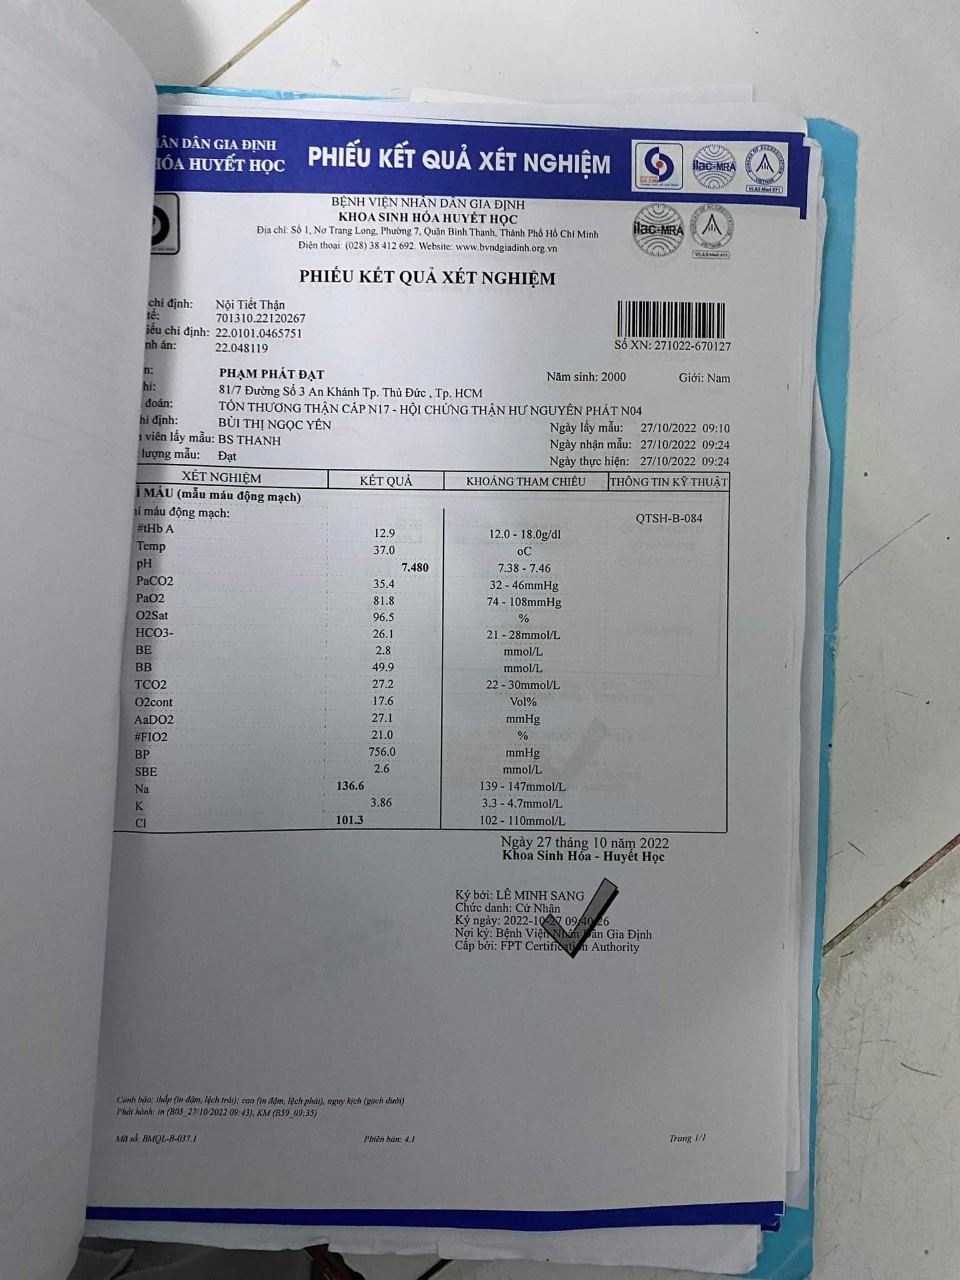 ÂN DÂN GIA ĐỊNH
HÓA HUYẾT HỌC
PHIẾU KẾT QUẢ XÉT NGHIỆM
ilac-MRA
BUREAU OF ACCREDITATION
VIETNAM
VLAS-Med 071
BỆNH VIỆN NHÂN DÂN GIA ĐỊNH
KHOA SINH HÓA HUYẾT HỌC
Địa chỉ: Số 1, Nơ Trang Long, Phường 7, Quận Bình Thạnh, Thành Phố Hồ Chí Minh
Điện thoại: (028) 38 412 692. Website: www.bvndgiadinh.org.vn
ilac-MRA
VIETNAM
VLAS-Med 071
PHIẾU KẾT QUẢ XÉT NGHIỆM
chỉ định: Nội Tiết Thận
tế: 701310.22120267
iếu chỉ định: 22.0101.0465751
nh án: 22.048119
Số XN: 271022-670127
n: PHẠM PHÁT ĐẠT Năm sinh: 2000 Giới: Nam
hỉ: 81/7 Đường Số 3 An Khánh Tp. Thủ Đức , Tp. HCM
đoán: TỔN THƯƠNG THẬN CẤP N17 - HỘI CHỨNG THẬN HƯ NGUYÊN PHÁT N04
hỉ định: BÙI THỊ NGỌC YẾN Ngày lấy mẫu: 27/10/2022 09:10
n viên lấy mẫu: BS THANH Ngày nhận mẫu: 27/10/2022 09:24
lượng mẫu: Đạt Ngày thực hiện: 27/10/2022 09:24
XÉT NGHIỆM KẾT QUẢ KHOẢNG THAM CHIẾU THÔNG TIN KỸ THUẬT
Í MÁU (mẫu máu động mạch)
hí máu động mạch: QTSH-B-084
#tHb A 12.9 12.0 - 18.0g/dl
Temp 37.0 oC
pH 7.480 7.38 - 7.46
PaCO2 35.4 32 - 46mmHg
PaO2 81.8 74 - 108mmHg
O2Sat 96.5 %
HCO3- 26.1 21 - 28mmol/L
BE 2.8 mmol/L
BB 49.9 mmol/L
TCO2 27.2 22 - 30mmol/L
O2cont 17.6 Vol%
AaDO2 27.1 mmHg
#FIO2 21.0 %
BP 756.0 mmHg
SBE 2.6 mmol/L
Na 136.6 139 - 147mmol/L
K 3.86 3.3 - 4.7mmol/L
Cl 101.3 102 - 110mmol/L
Ngày 27 tháng 10 năm 2022
Khoa Sinh Hóa - Huyết Học
Ký bởi: LÊ MINH SANG
Chức danh: Cử Nhân
Ký ngày: 2022-10-27 09:40:26
Nơi ký: Bệnh Viện Nhân Dân Gia Định
Cấp bởi: FPT Certification Authority
Cảnh báo: thấp (in đậm, lệch trái); cao (in đậm, lệch phải), nguy kịch (gạch dưới)
Phát hành: in (B05_27/10/2022 09:43), KM (B59_09:35)
Mã số: BMQL-B-037.1 Phiên bản: 4.1 Trang 1/1